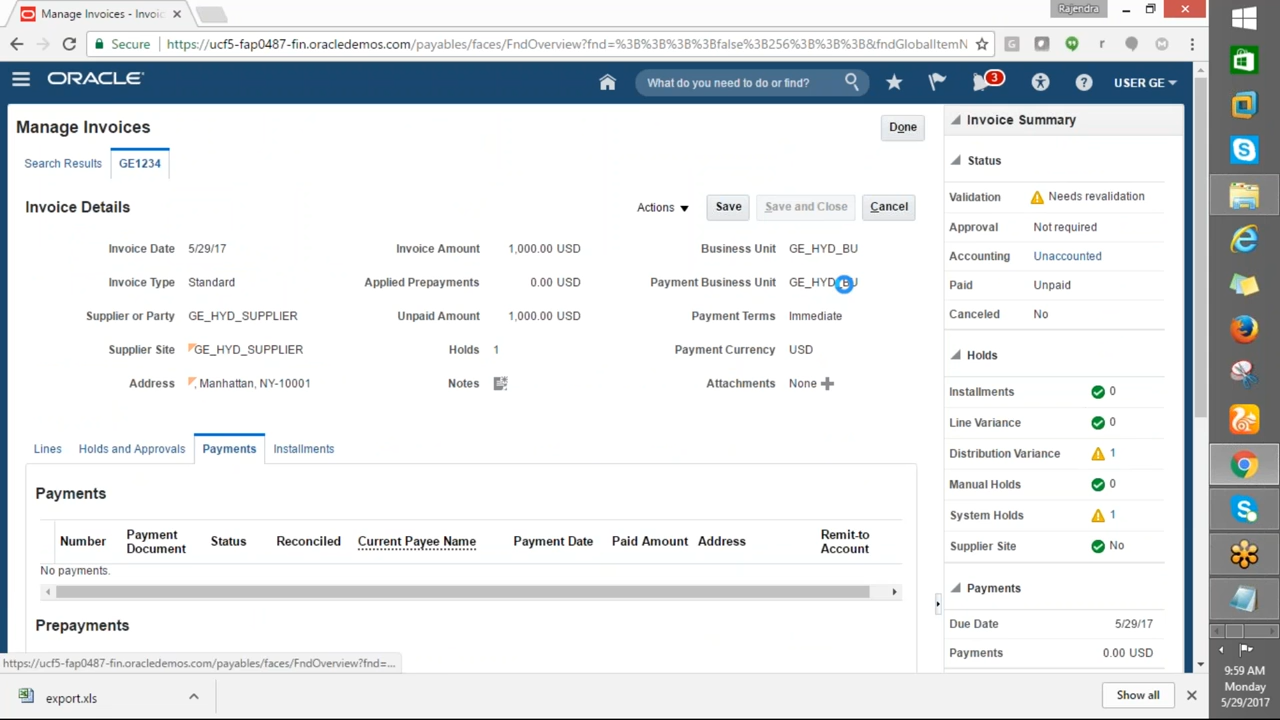 Manage Invoices - Invoic
Rajendra
Secure https://ucf5-fap0487-fin.oracledemos.com/payables/faces/FndOverview?fnd=%3B%3B%3B%3Bfalse%3B256%3B%3B%3B&fndGlobalItemN
ORACLE
What do you need to do or find?
3
USER GE
Manage Invoices
Done
Search Results
GE1234
Invoice Details
Actions
Save
Save and Close
Cancel
Invoice Date 5/29/17
Invoice Amount 1,000.00 USD
Business Unit GE_HYD_BU
Invoice Type Standard
Applied Prepayments 0.00 USD
Payment Business Unit GE_HYD_BU
Supplier or Party GE_HYD_SUPPLIER
Unpaid Amount 1,000.00 USD
Payment Terms Immediate
Supplier Site GE_HYD_SUPPLIER
Holds 1
Payment Currency USD
Address , Manhattan, NY-10001
Notes
Attachments None
Lines
Holds and Approvals
Payments
Installments
Payments
Number
Payment Document
Status
Reconciled
Current Payee Name
Payment Date
Paid Amount
Address
Remit-to Account
No payments.
Prepayments
Invoice Summary
Status
Validation Needs revalidation
Approval Not required
Accounting Unaccounted
Paid Unpaid
Canceled No
Holds
Installments 0
Line Variance 0
Distribution Variance 1
Manual Holds 0
System Holds 1
Supplier Site No
Payments
Due Date 5/29/17
Payments 0.00 USD
https://ucf5-fap0487-fin.oracledemos.com/payables/faces/FndOverview?fnd=...
export.xls
Show all
9:59 AM
Monday
5/29/2017